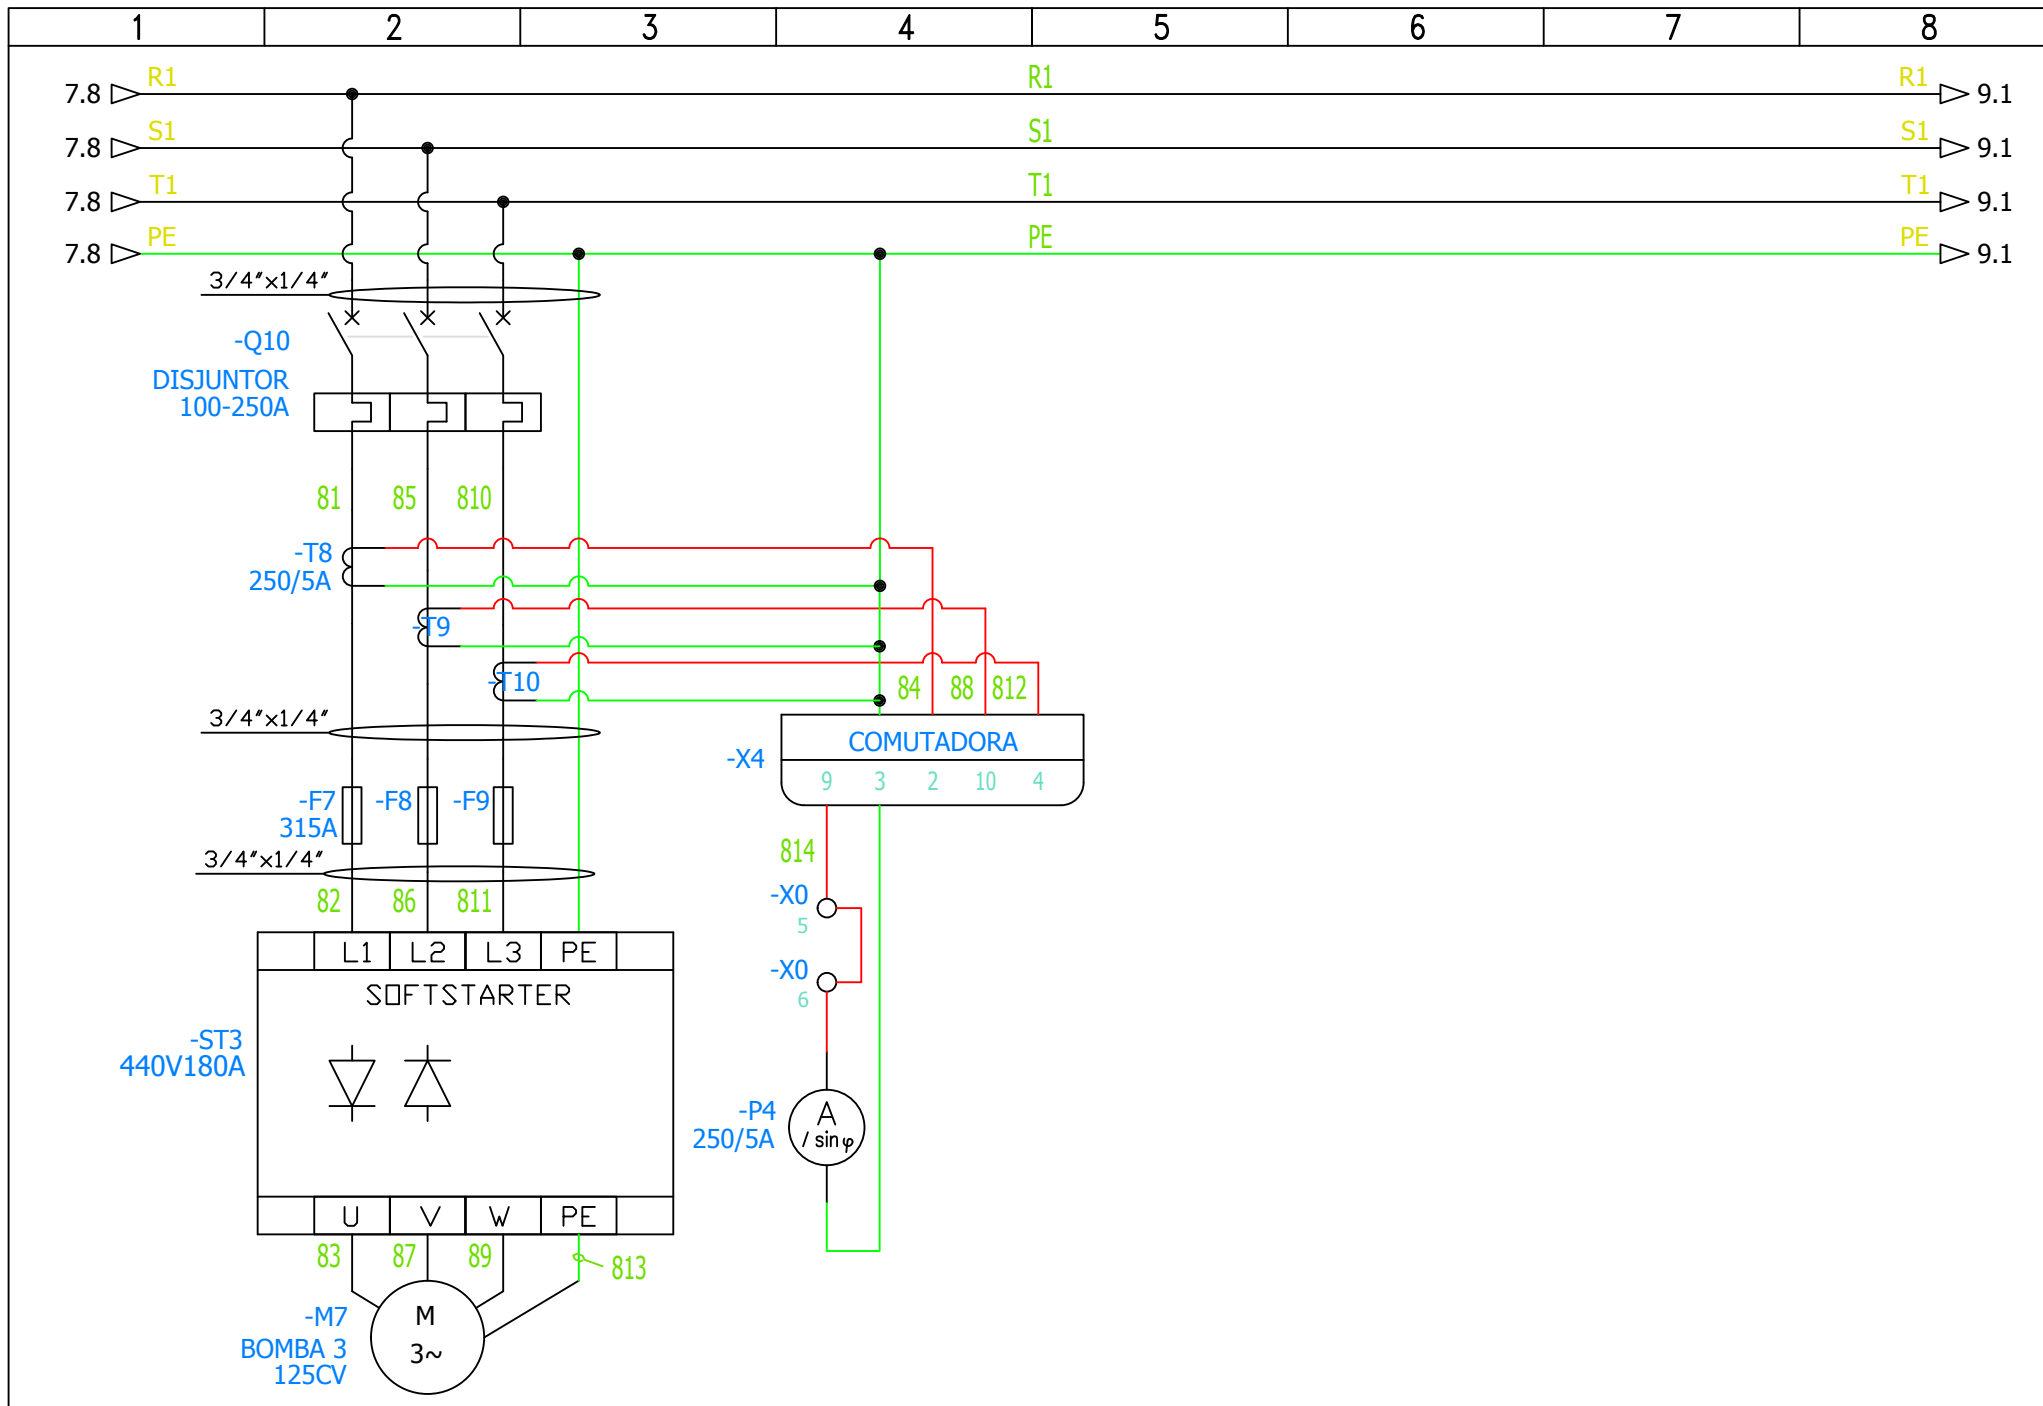 1 2 3 4 5 6 7 8
R1 R1 R1
7.8 9.1
S1 S1 S1
7.8 9.1
T1 T1 T1
7.8 9.1
PE PE PE
7.8 9.1
3/4"x1/4"
-Q10
DISJUNTOR
100-250A
81 85 810
-T8
250/5A
-T9
-T10
84 88 812
3/4"x1/4"
COMUTADORA
-X4
9 3 2 10 4
-F7 -F8 -F9
315A
814
3/4"x1/4"
82 86 811
-X0
5
L1 L2 L3 PE
-X0
6
SOFTSTARTER
-ST3
440V180A
-P4
250/5A
A
/ sin φ
U V W PE
83 87 89 813
-M7
BOMBA 3
125CV
M
3~